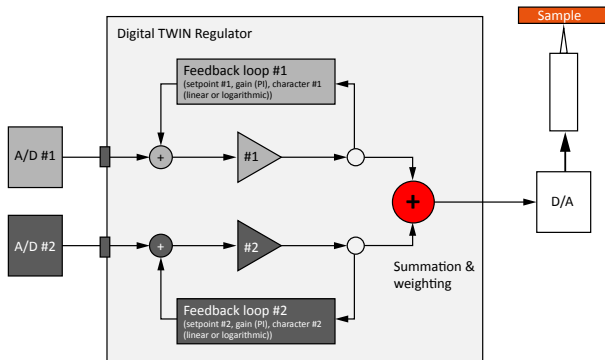 Sample
Digital TWIN Regulator
Feedback loop #1
(setpoint #1, gain (PI), character #1
(linear or logarithmic))
A/D #1
+
#1
+
D/A
A/D #2
+
#2
Summation &
weighting
Feedback loop #2
(setpoint #2, gain (PI), character #2
(linear or logarithmic))